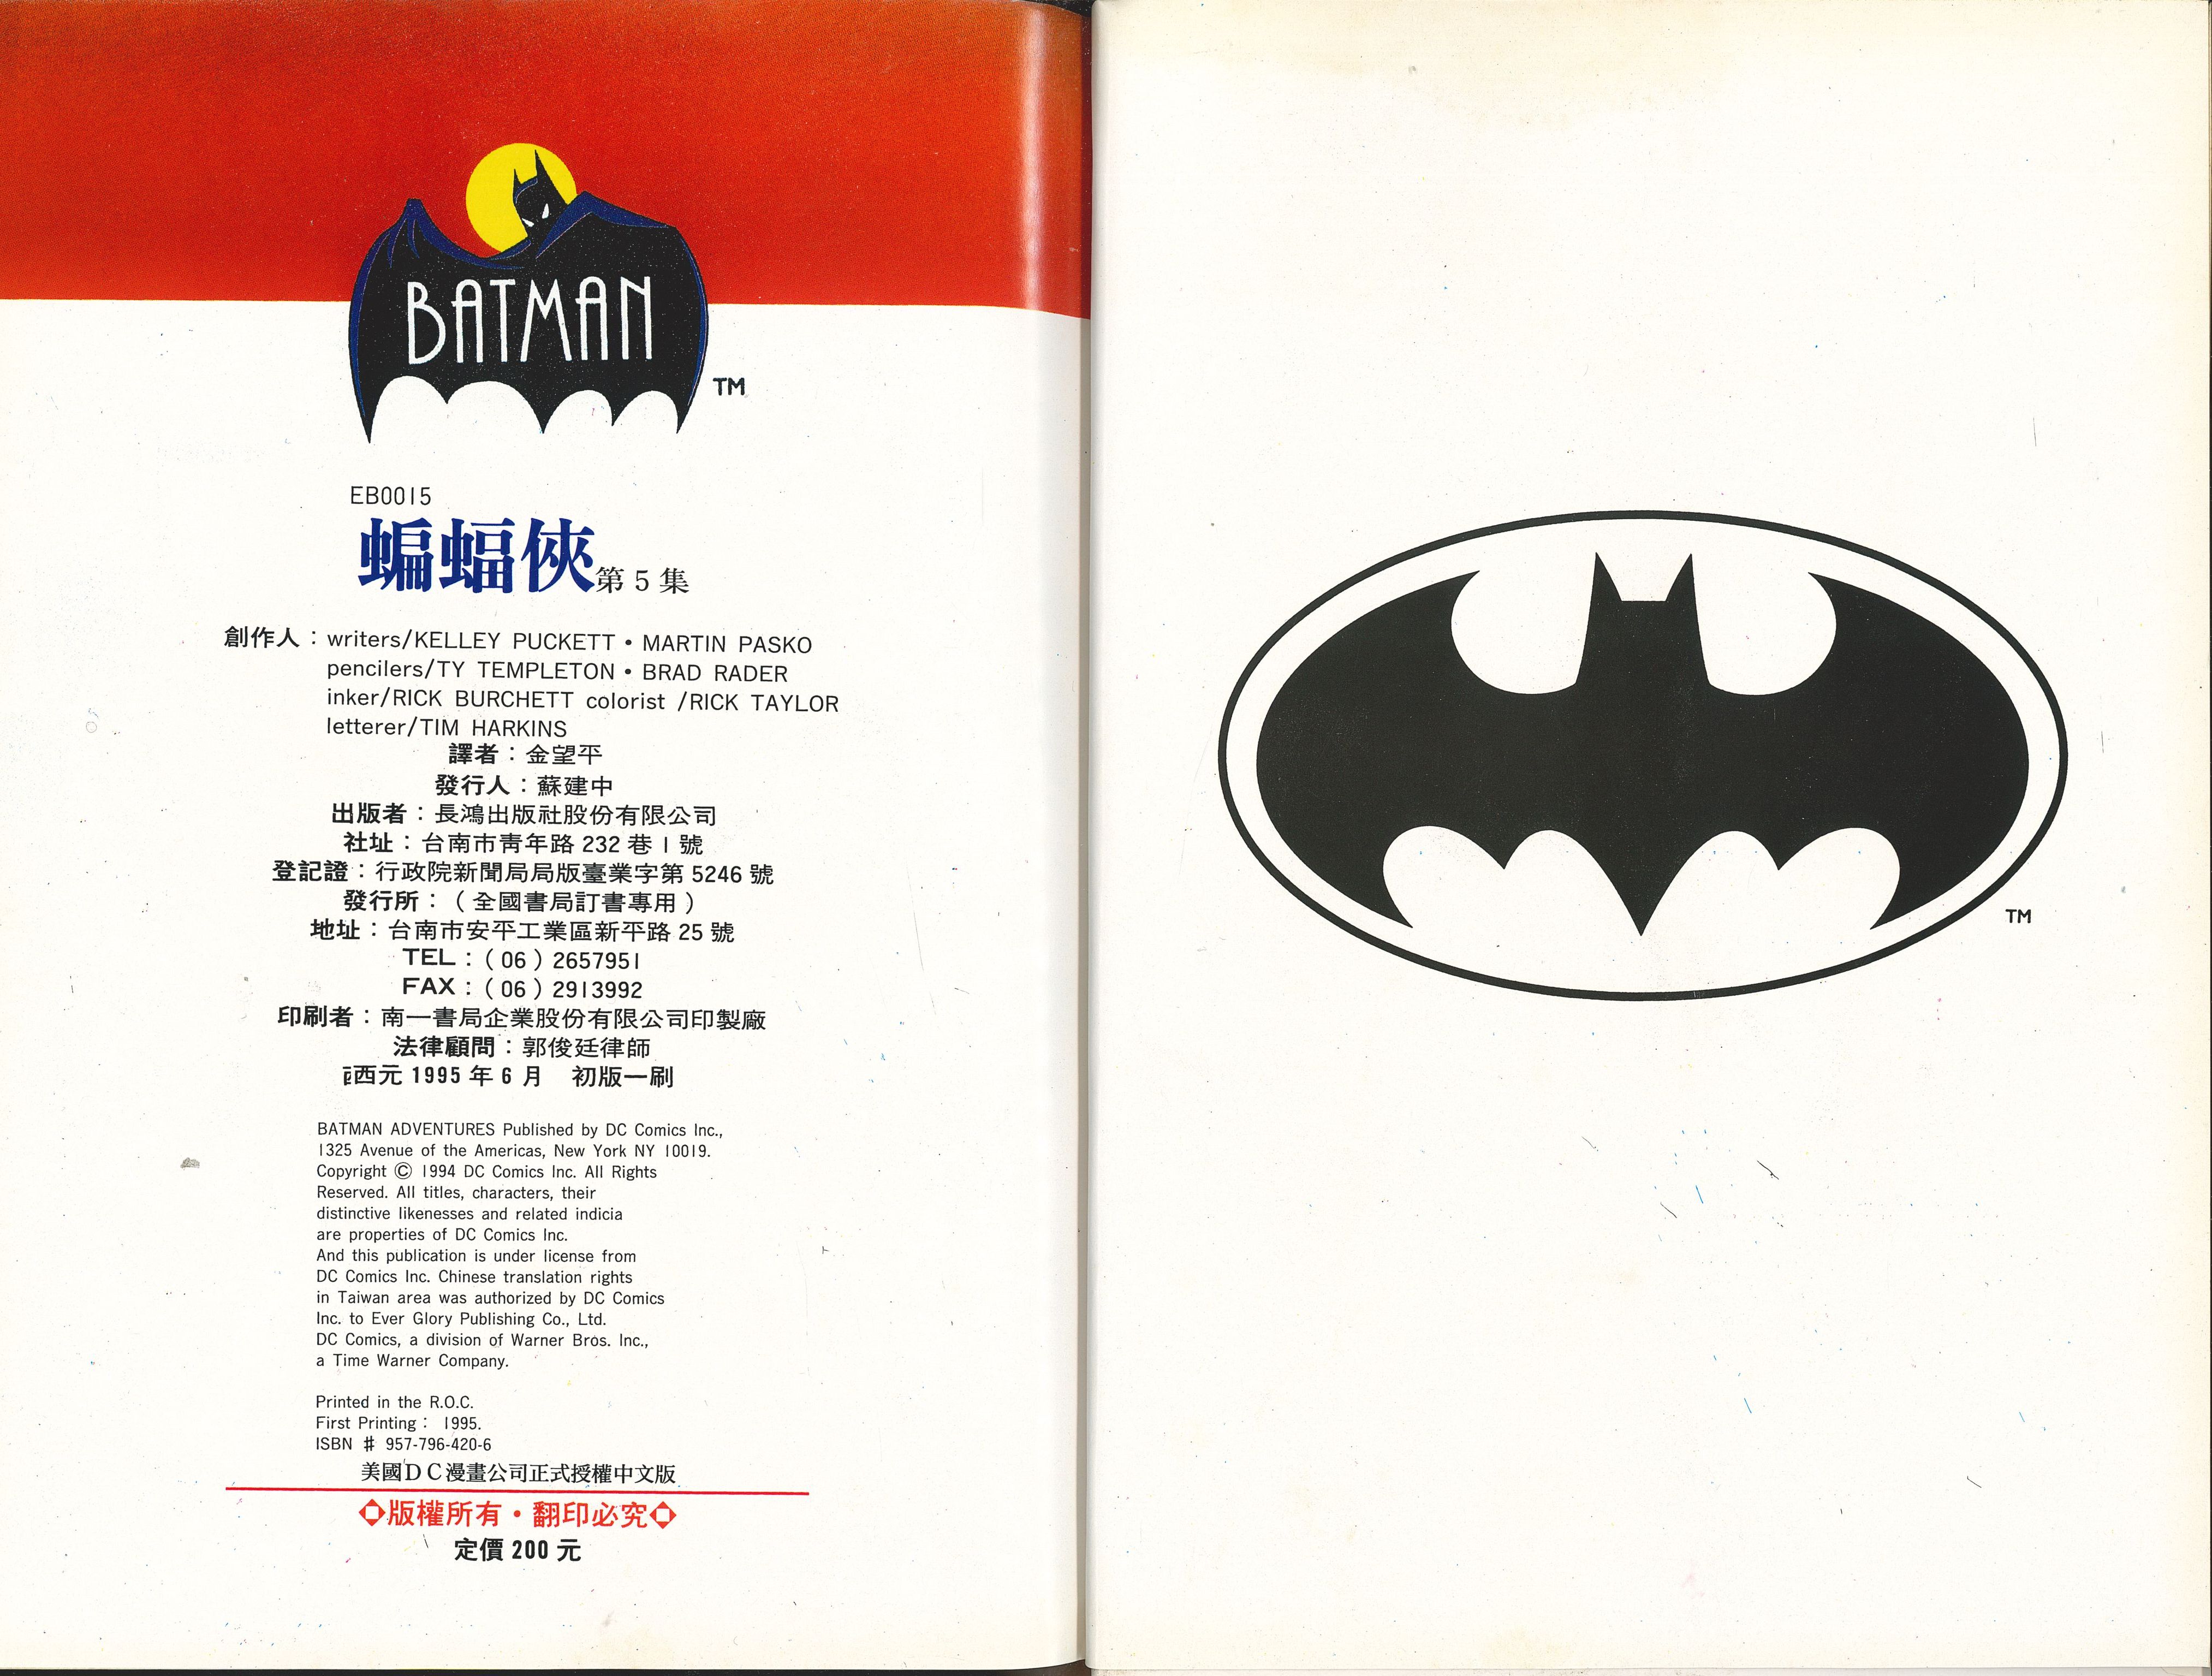 BATMAN
TM
EB0015
蝙蝠俠第5集
創作人：writers/KELLEY PUCKETT • MARTIN PASKO
pencilers/TY TEMPLETON • BRAD RADER
inker/RICK BURCHETT colorist /RICK TAYLOR
letterer/TIM HARKINS
譯者：金望平
發行人：蘇建中
出版者：長鴻出版社股份有限公司
社址：台南市青年路232巷1號
登記證：行政院新聞局局版臺業字第5246號
發行所：（全國書局訂書專用）
地址：台南市安平工業區新平路25號
TEL：（06）2657951
FAX：（06）2913992
印刷者：南一書局企業股份有限公司印製廠
法律顧問：郭俊廷律師
西元1995年6月　初版一刷
BATMAN ADVENTURES Published by DC Comics Inc.,
1325 Avenue of the Americas, New York NY 10019.
Copyright © 1994 DC Comics Inc. All Rights
Reserved. All titles, characters, their
distinctive likenesses and related indicia
are properties of DC Comics Inc.
And this publication is under license from
DC Comics Inc. Chinese translation rights
in Taiwan area was authorized by DC Comics
Inc. to Ever Glory Publishing Co., Ltd.
DC Comics, a division of Warner Bros. Inc.,
a Time Warner Company.
Printed in the R.O.C.
First Printing： 1995.
ISBN ♯ 957-796-420-6
美國DC漫畫公司正式授權中文版
◇版權所有・翻印必究◇
定價200元
TM